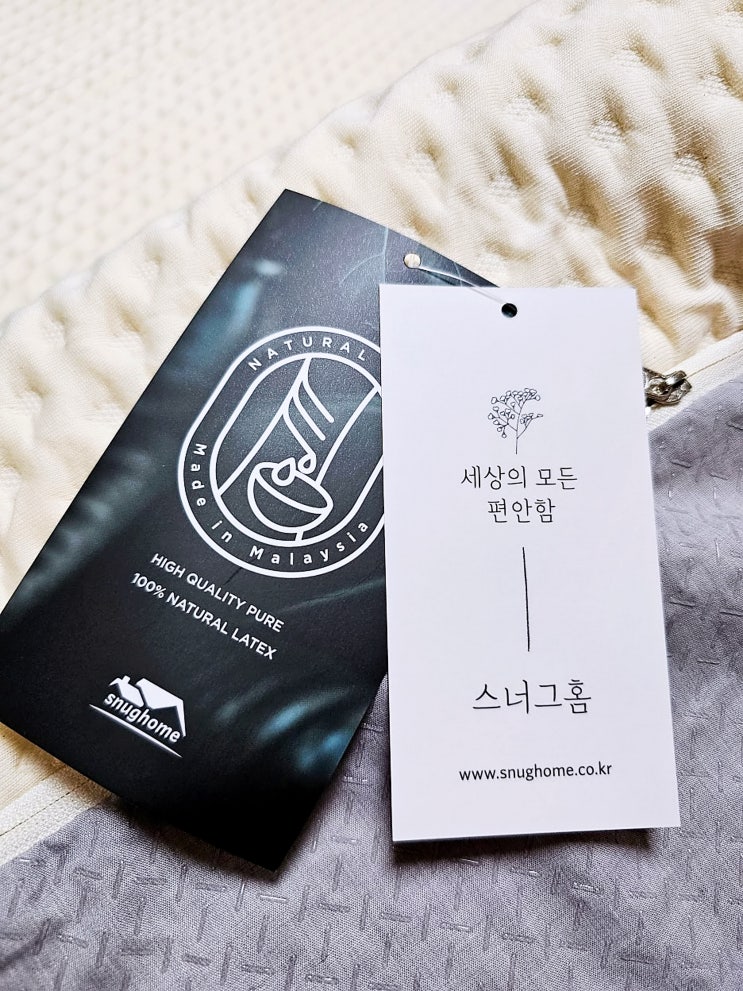 NATURAL
Made in Malaysia
HIGH QUALITY PURE
100% NATURAL LATEX
snughome
세상의 모든
편안함
스너그홈
www.snughome.co.kr